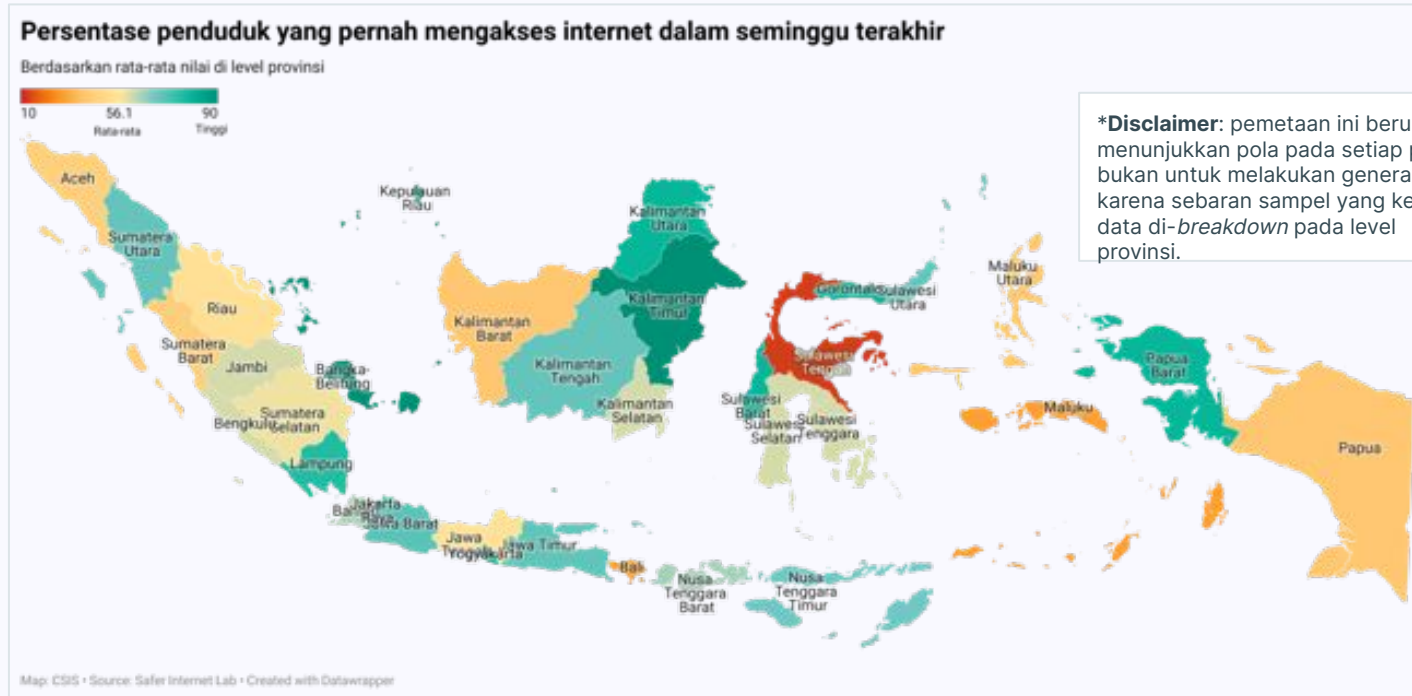 Persentase penduduk yang pernah mengakses internet dalam seminggu terakhir
Berdasarkan rata-rata nilai di level provinsi
10 56.1 90
Rata-rata Tinggi
*Disclaimer: pemetaan ini beru
menunjukkan pola pada setiap p
bukan untuk melakukan genera
karena sebaran sampel yang ke
data di-breakdown pada level
provinsi.
Aceh
Sumatera
Utara
Riau
Sumatera
Barat
Jambi
Bengkulu
Sumatera
Selatan
Lampung
Bangka-
Belitung
Kepulauan
Riau
Kalimantan
Utara
Kalimantan
Timur
Kalimantan
Barat
Kalimantan
Tengah
Kalimantan
Selatan
Gorontalo
Sulawesi
Utara
Sulawesi
Tengah
Sulawesi
Barat
Sulawesi
Selatan
Sulawesi
Tenggara
Maluku
Utara
Maluku
Papua
Barat
Papua
Jakarta
Raya
Jawa Barat
Jawa
Tengah
Yogyakarta
Jawa Timur
Bali
Nusa
Tenggara
Barat
Nusa
Tenggara
Timur
Map: CSIS • Source: Safer Internet Lab • Created with Datawrapper